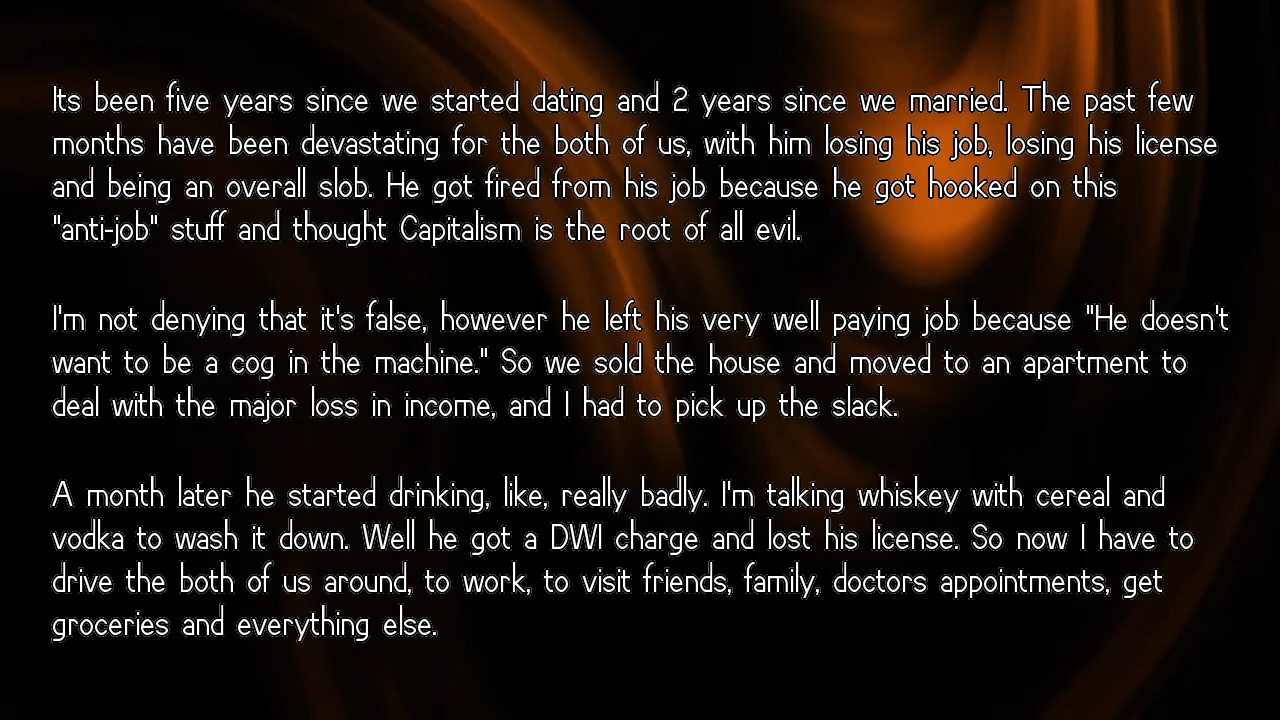 Its been five years since we started dating and 2 years since we married. The past few
months have been devastating for the both of us, with him losing his job, losing his license
and being an overall slob. He got fired from his job because he got hooked on this
"anti-job" stuff and thought Capitalism is the root of all evil.
I'm not denying that it's false, however he left his very well paying job because "He doesn't
want to be a cog in the machine." So we sold the house and moved to an apartment to
deal with the major loss in income, and I had to pick up the slack.
A month later he started drinking, like, really badly. I'm talking whiskey with cereal and
vodka to wash it down. Well he got a DWI charge and lost his license. So now I have to
drive the both of us around, to work, to visit friends, family, doctors appointments, get
groceries and everything else.